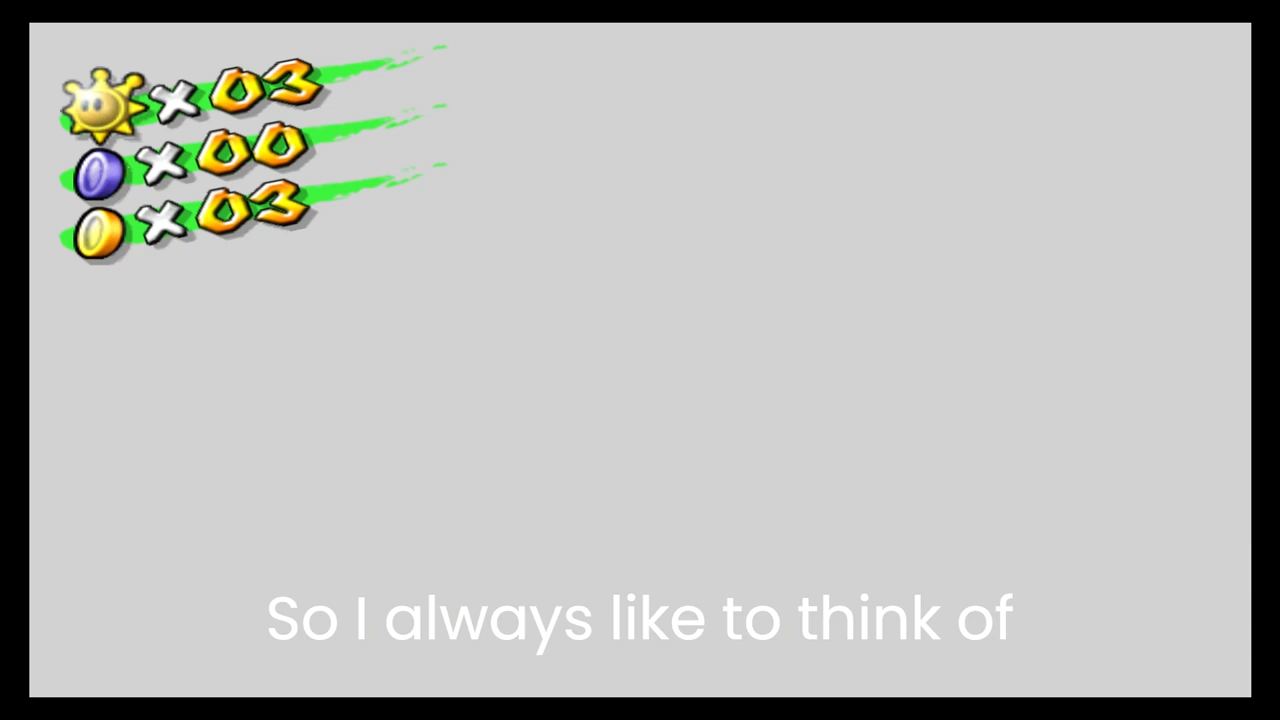 × 03
× 00
× 03
So I always like to think of